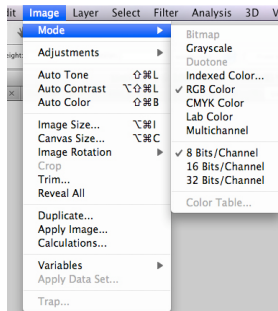 dit Image Layer Select Filter Analysis 3D V
Mode
Adjustments
Auto Tone ⇧⌘L
Auto Contrast ⌥⇧⌘L
Auto Color ⇧⌘B
Image Size... ⌥⌘I
Canvas Size... ⌥⌘C
Image Rotation
Crop
Trim...
Reveal All
Duplicate...
Apply Image...
Calculations...
Variables
Apply Data Set...
Trap...
Bitmap
Grayscale
Duotone
Indexed Color...
✓ RGB Color
CMYK Color
Lab Color
Multichannel
✓ 8 Bits/Channel
16 Bits/Channel
32 Bits/Channel
Color Table...
eight: